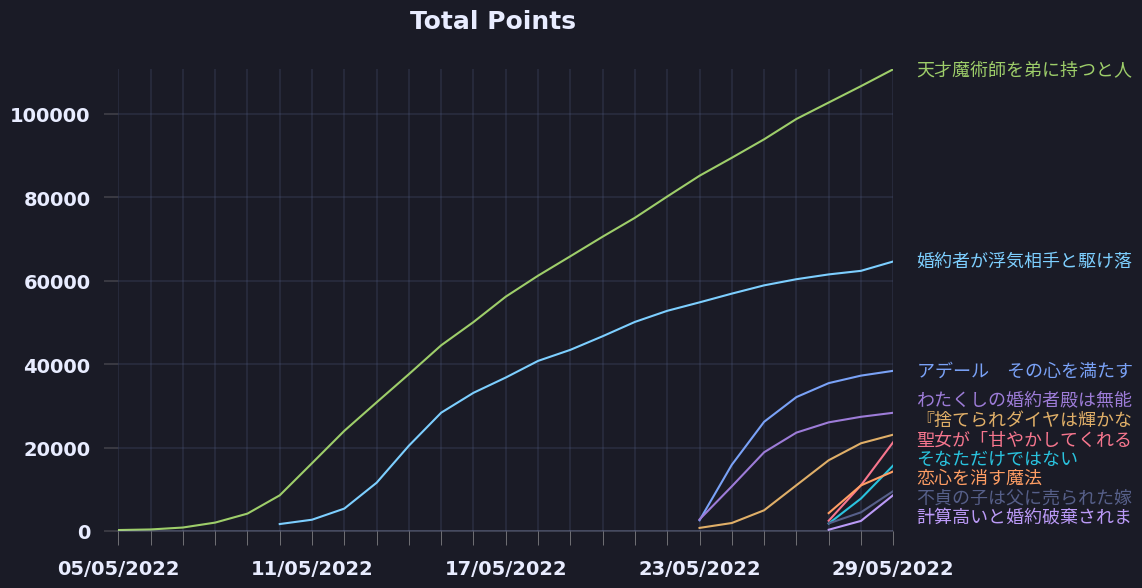 Total Points
天才魔術師を弟に持つと人
100000
80000
婚約者が浮気相手と駆け落
60000
アデール　その心を満たす
40000
わたくしの婚約者殿は無能
『捨てられダイヤは輝かな
聖女が「甘やかしてくれる
20000
そなただけではない
恋心を消す魔法
不貞の子は父に売られた嫁
計算高いと婚約破棄されま
0
05/05/2022 11/05/2022 17/05/2022 23/05/2022 29/05/2022